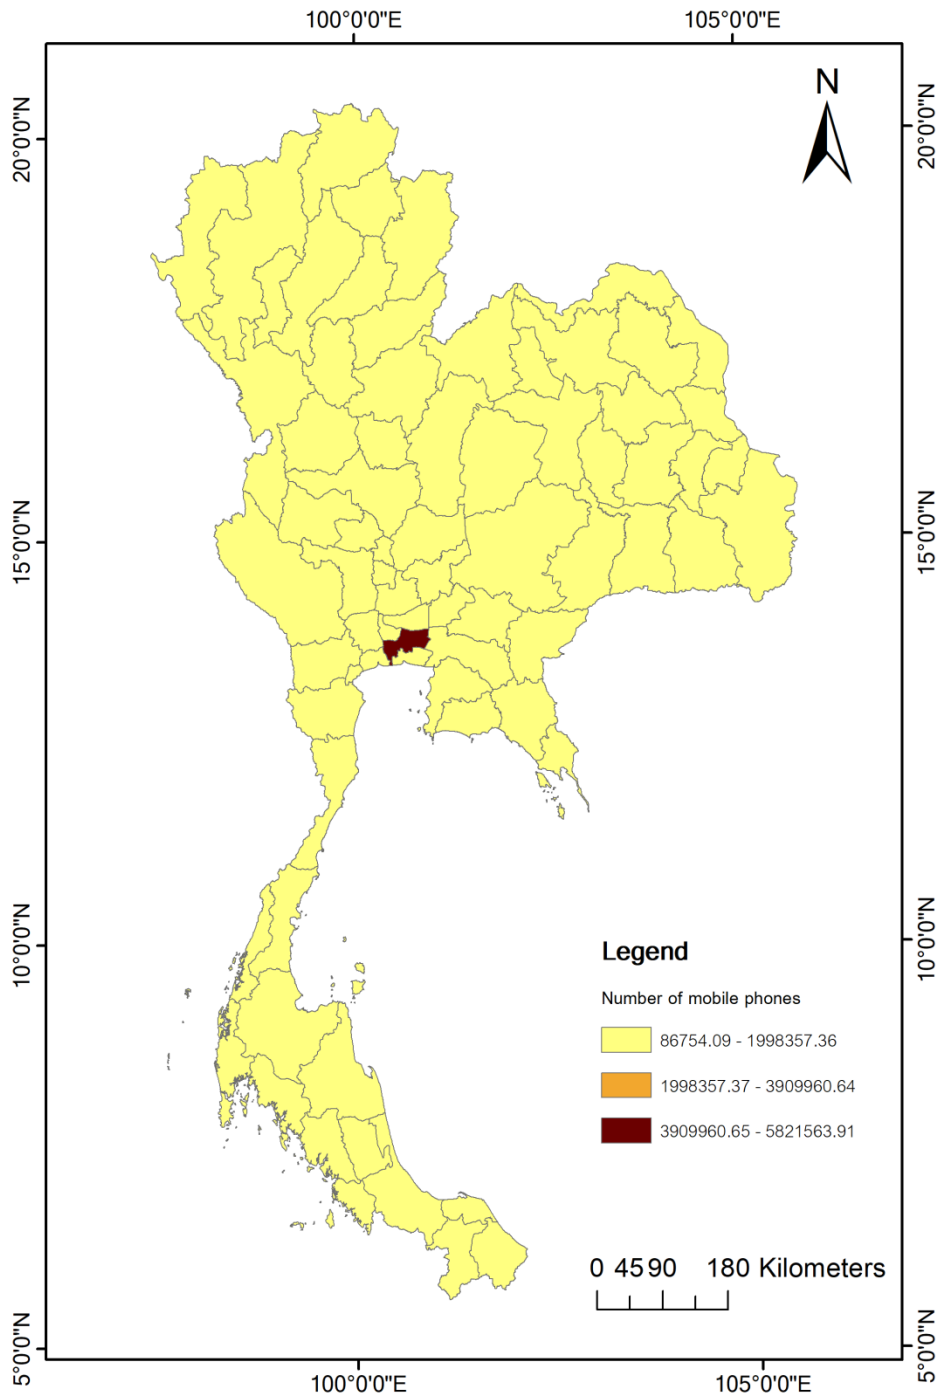 100°0'0"E 105°0'0"E
N
20°0'0"N 20°0'0"N
15°0'0"N 15°0'0"N
10°0'0"N 10°0'0"N
Legend
Number of mobile phones
86754.09 - 1998357.36
1998357.37 - 3909960.64
3909960.65 - 5821563.91
0 45 90 180 Kilometers
5°0'0"N 5°0'0"N
100°0'0"E 105°0'0"E